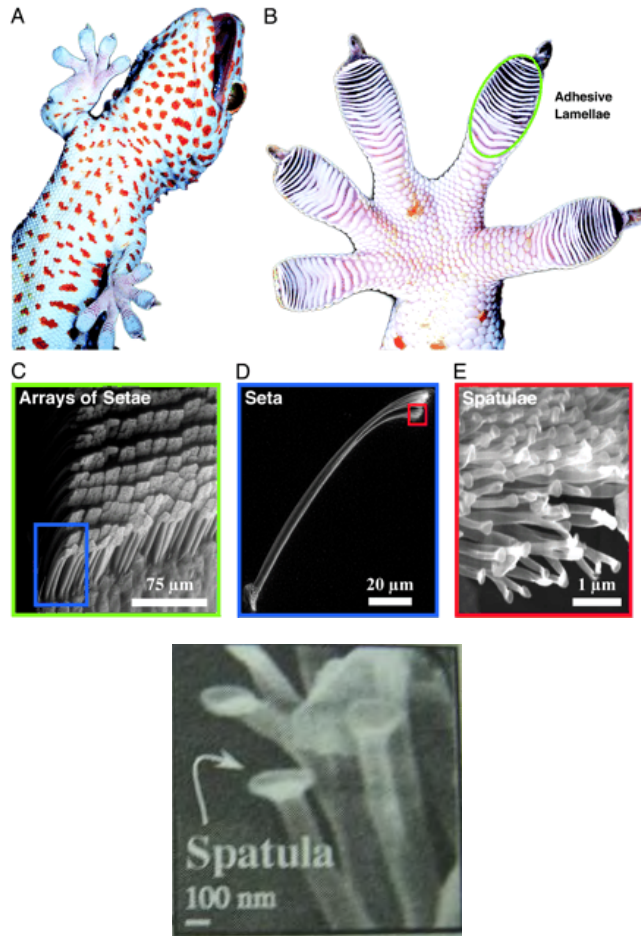 A
B
Adhesive
Lamellae
C
D
E
Arrays of Setae
Seta
Spatulae
75 µm
20 µm
1 µm
Spatula
100 nm